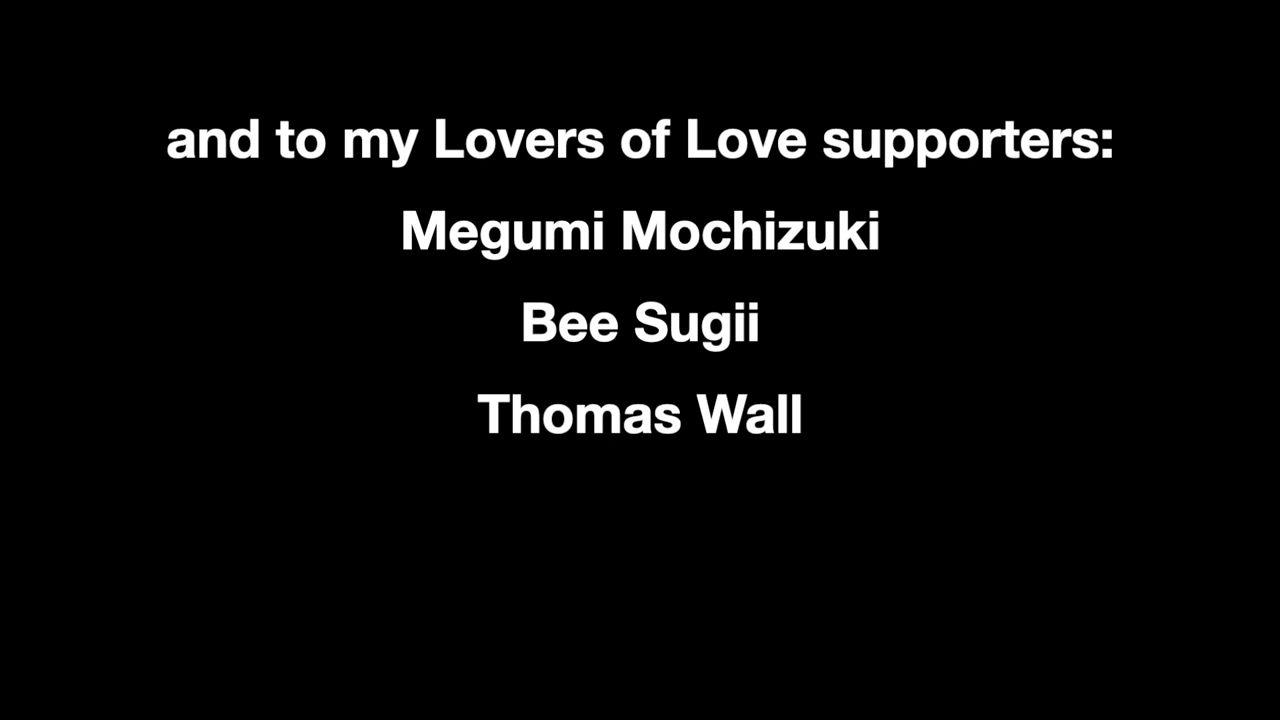 and to my Lovers of Love supporters:
Megumi Mochizuki
Bee Sugii
Thomas Wall